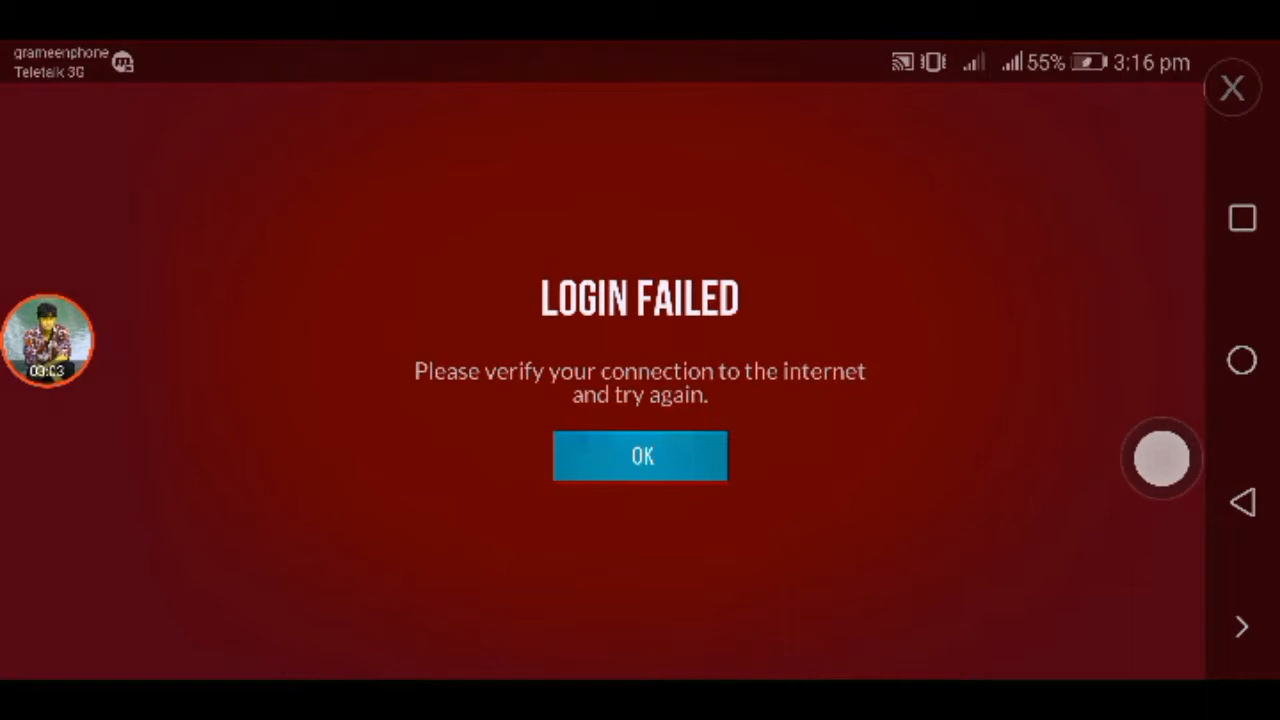 grameenphone
Teletalk 3G
55%
3:16 pm
X
LOGIN FAILED
Please verify your connection to the internet
and try again.
OK
03:03